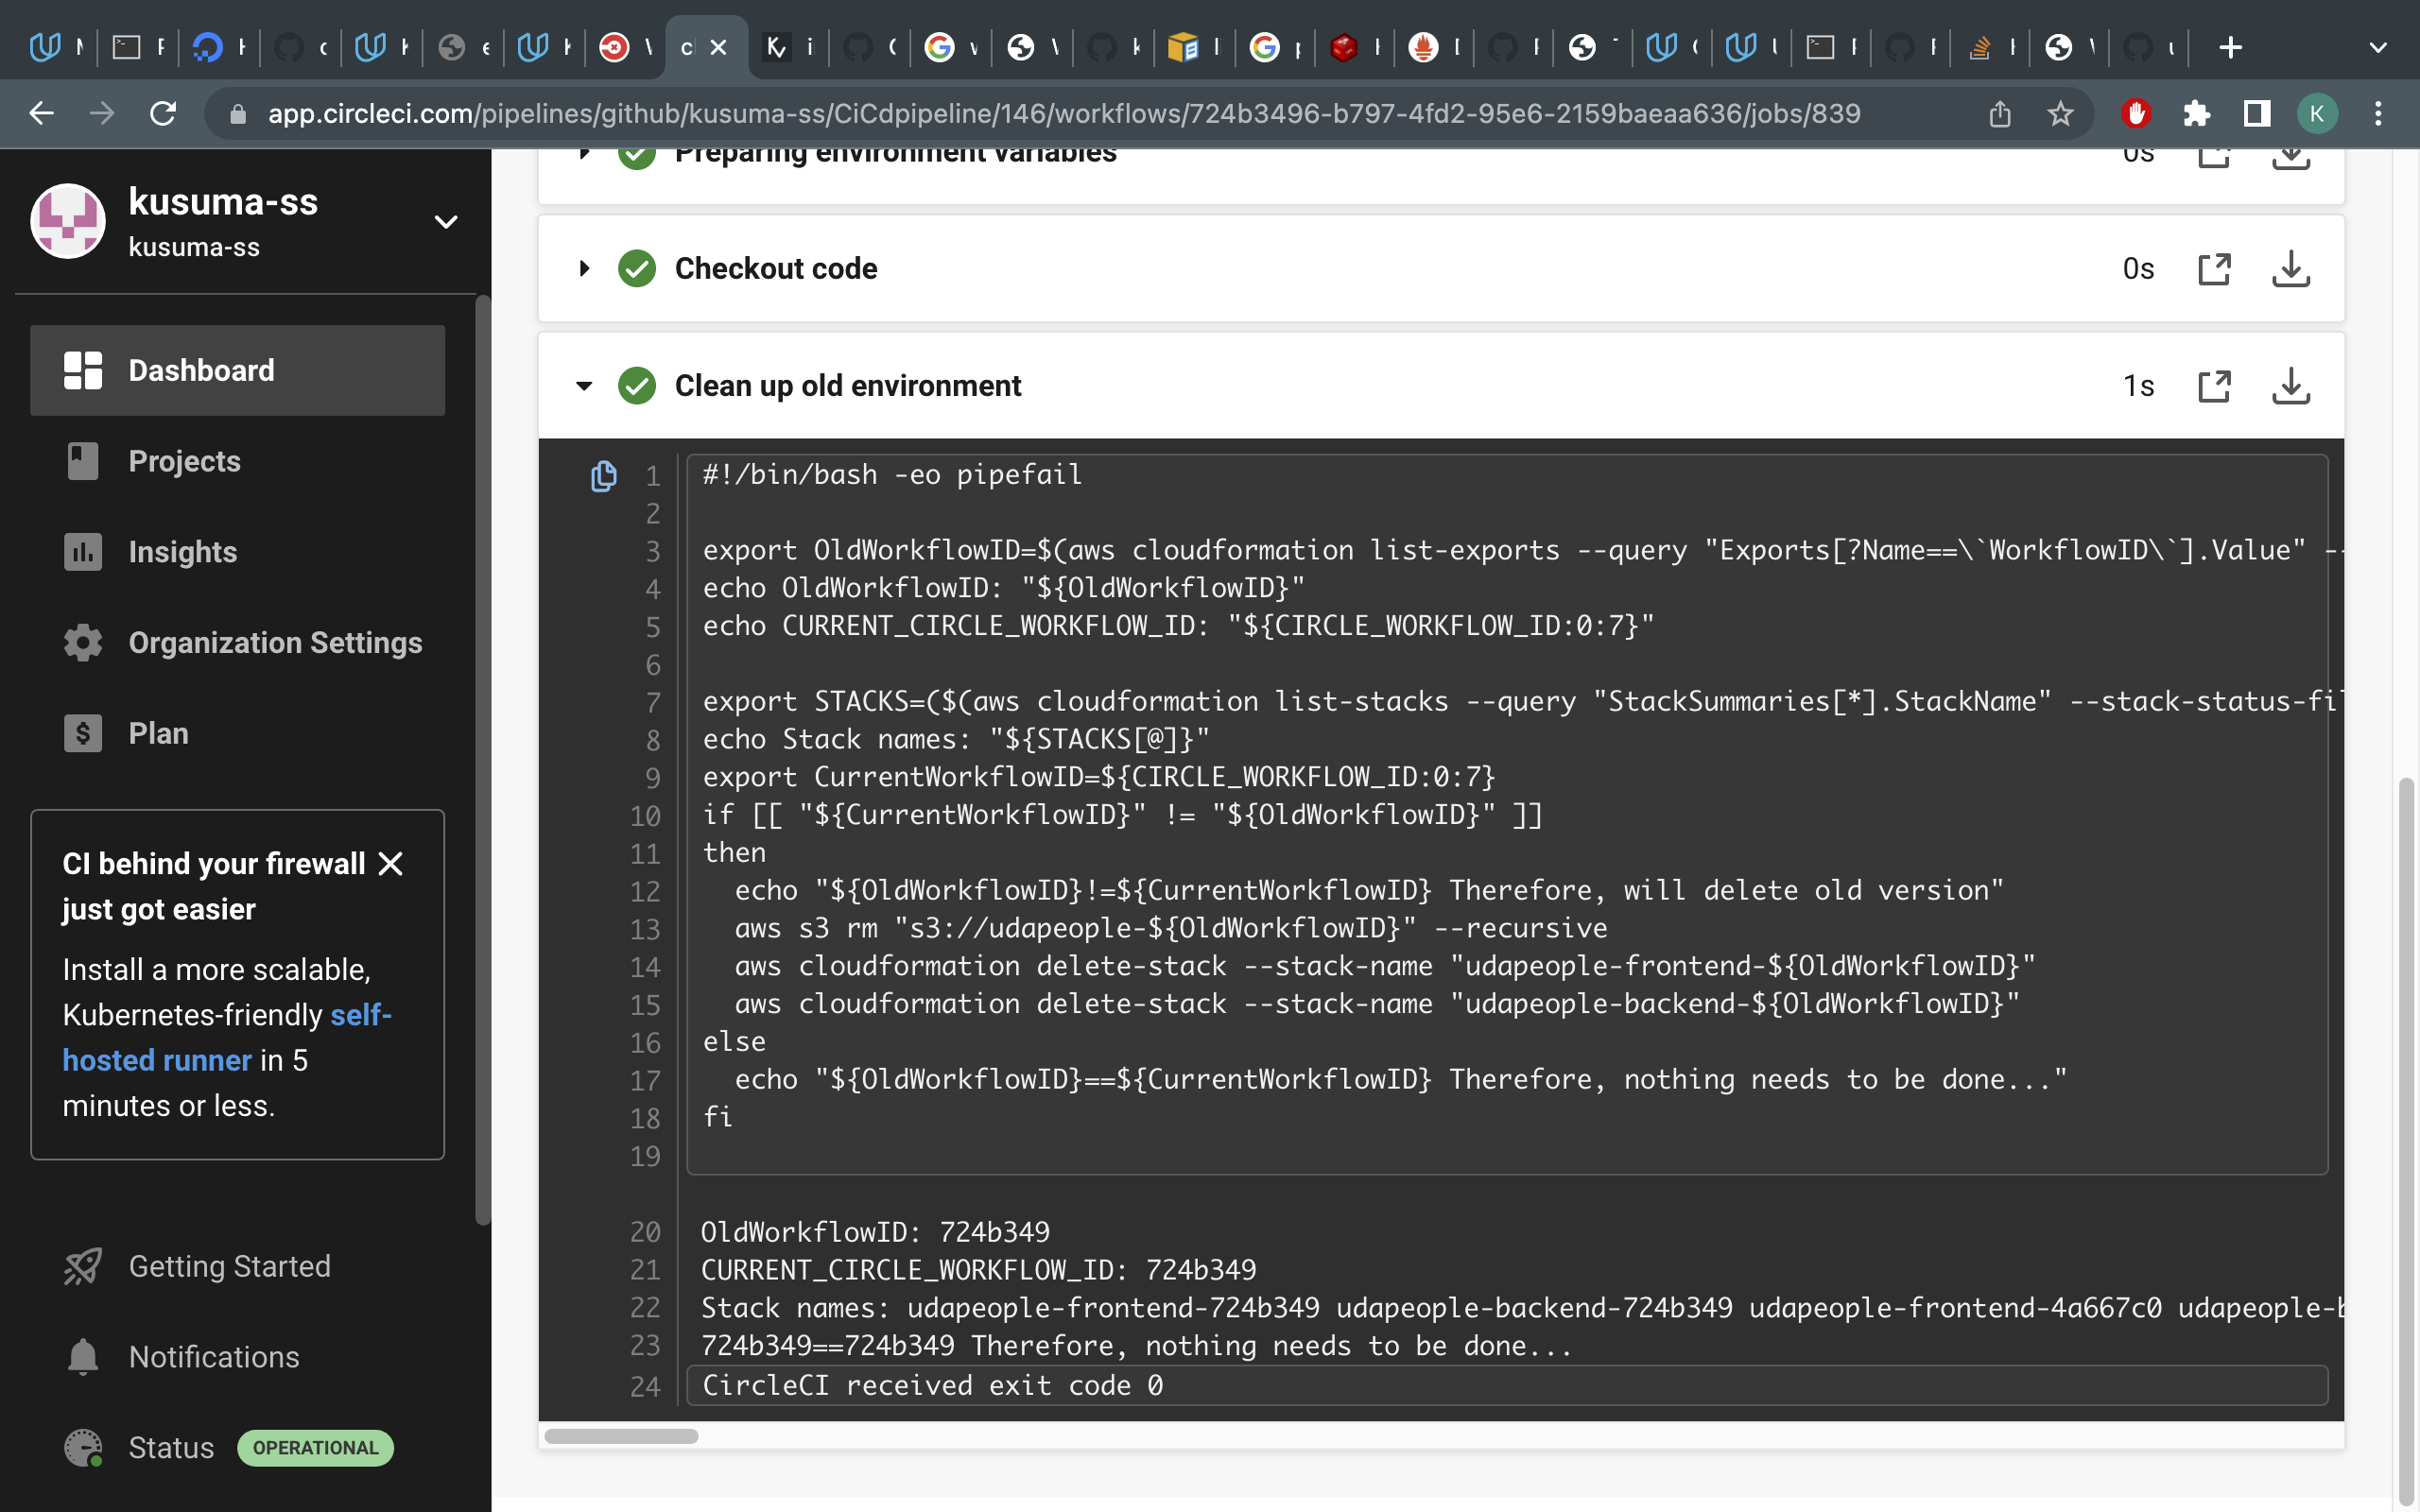 app.circleci.com/pipelines/github/kusuma-ss/CiCdpipeline/146/workflows/724b3496-b797-4fd2-95e6-2159baeaa636/jobs/839
K
kusuma-ss
kusuma-ss
Dashboard
Projects
Insights
Organization Settings
Plan
CI behind your firewall
just got easier
Install a more scalable,
Kubernetes-friendly self-
hosted runner in 5
minutes or less.
Getting Started
Notifications
Status OPERATIONAL
Preparing environment variables 0s
Checkout code 0s
Clean up old environment 1s
1 #!/bin/bash -eo pipefail
2
3 export OldWorkflowID=$(aws cloudformation list-exports --query "Exports[?Name==\`WorkflowID\`].Value" --
4 echo OldWorkflowID: "${OldWorkflowID}"
5 echo CURRENT_CIRCLE_WORKFLOW_ID: "${CIRCLE_WORKFLOW_ID:0:7}"
6
7 export STACKS=($(aws cloudformation list-stacks --query "StackSummaries[*].StackName" --stack-status-fil
8 echo Stack names: "${STACKS[@]}"
9 export CurrentWorkflowID=${CIRCLE_WORKFLOW_ID:0:7}
10 if [[ "${CurrentWorkflowID}" != "${OldWorkflowID}" ]]
11 then
12   echo "${OldWorkflowID}!=${CurrentWorkflowID} Therefore, will delete old version"
13   aws s3 rm "s3://udapeople-${OldWorkflowID}" --recursive
14   aws cloudformation delete-stack --stack-name "udapeople-frontend-${OldWorkflowID}"
15   aws cloudformation delete-stack --stack-name "udapeople-backend-${OldWorkflowID}"
16 else
17   echo "${OldWorkflowID}==${CurrentWorkflowID} Therefore, nothing needs to be done..."
18 fi
19
20 OldWorkflowID: 724b349
21 CURRENT_CIRCLE_WORKFLOW_ID: 724b349
22 Stack names: udapeople-frontend-724b349 udapeople-backend-724b349 udapeople-frontend-4a667c0 udapeople-b
23 724b349==724b349 Therefore, nothing needs to be done...
24 CircleCI received exit code 0